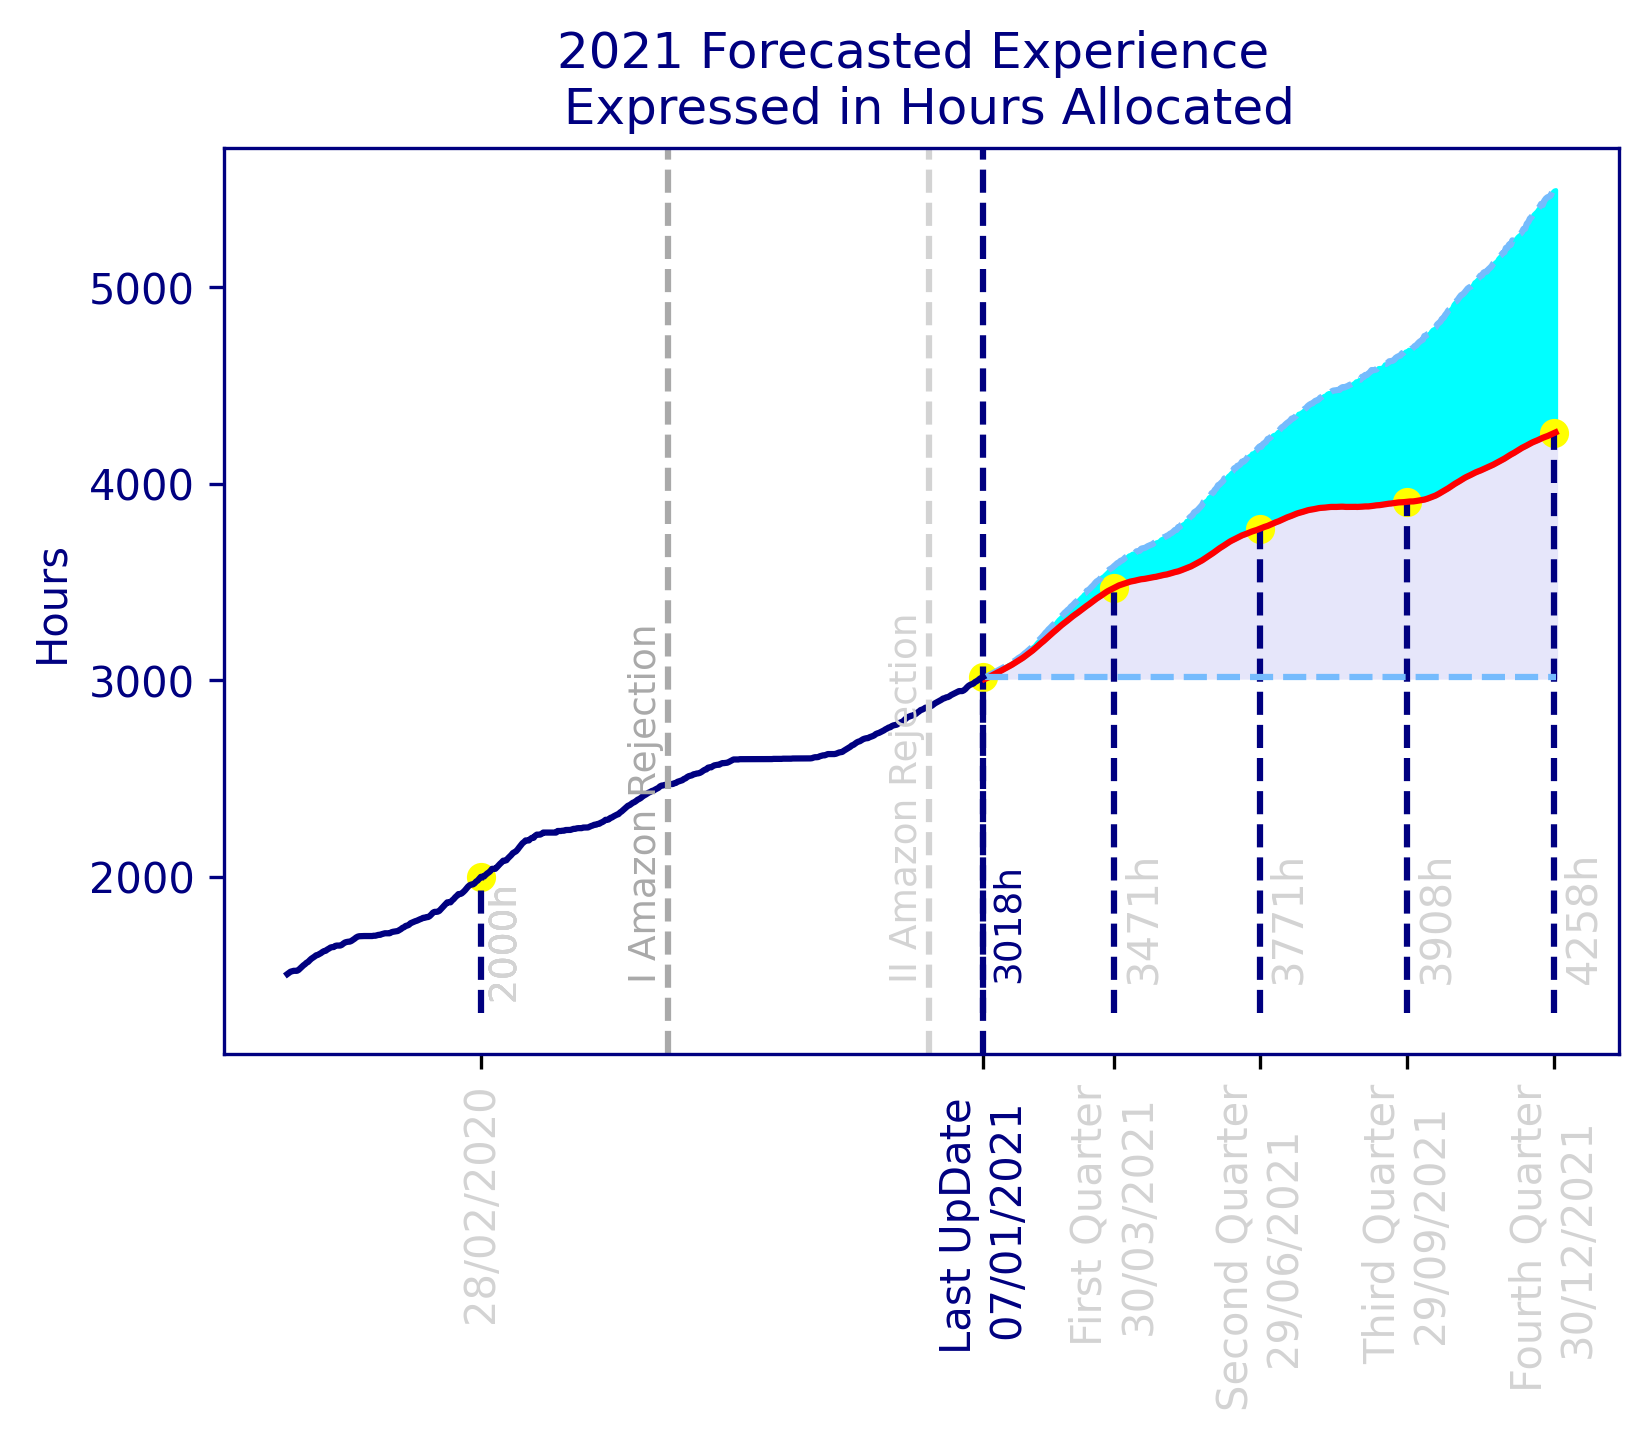 2021 Forecasted Experience
Expressed in Hours Allocated
Hours
5000
4000
3000
2000
I Amazon Rejection
II Amazon Rejection
2000h
3018h
3471h
3771h
3908h
4258h
28/02/2020
Last UpDate
07/01/2021
First Quarter
30/03/2021
Second Quarter
29/06/2021
Third Quarter
29/09/2021
Fourth Quarter
30/12/2021